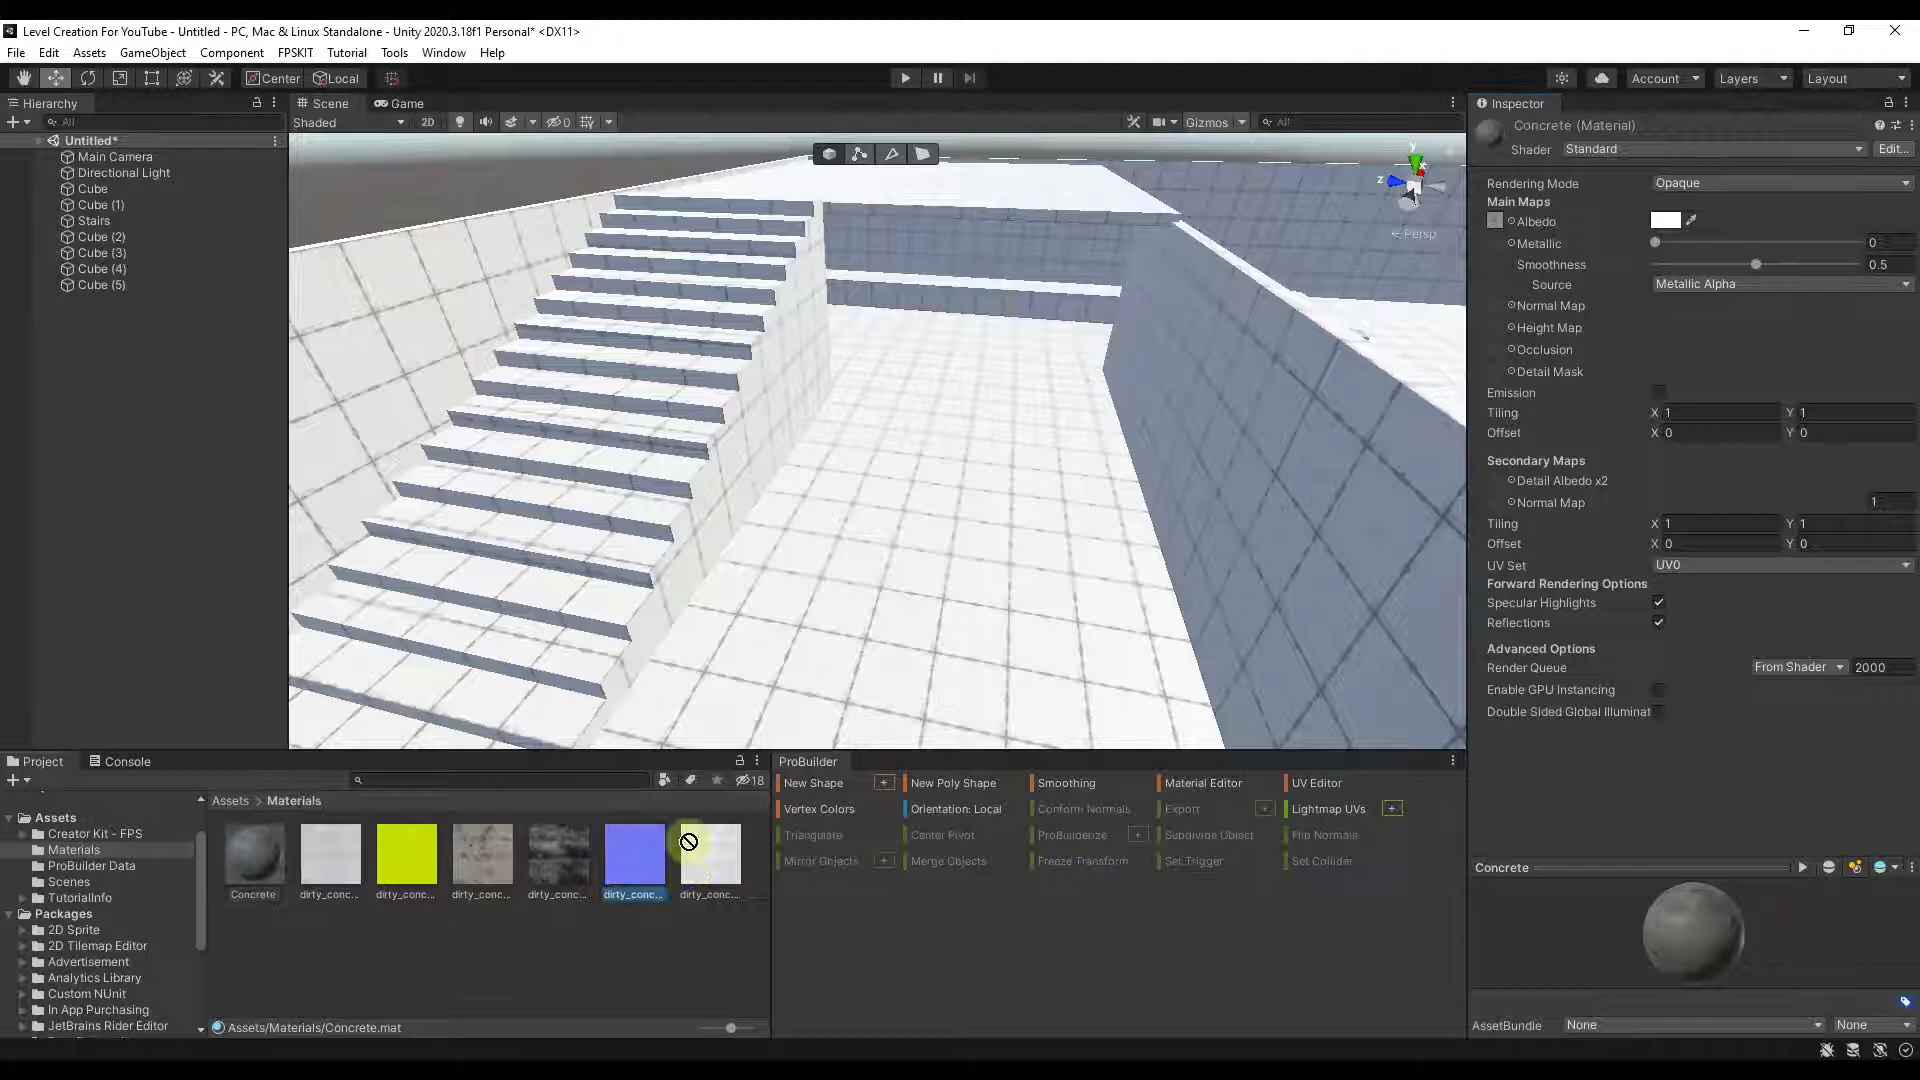 Level Creation For YouTube - Untitled - PC, Mac & Linux Standalone - Unity 2020.3.18f1 Personal* <DX11>
File Edit Assets GameObject Component FPSKIT Tutorial Tools Window Help
Center Local Account Layers Layout
Hierarchy
All
Untitled*
Main Camera
Directional Light
Cube
Cube (1)
Stairs
Cube (2)
Cube (3)
Cube (4)
Cube (5)
Scene Game
Shaded 2D 0 Gizmos All
y
z
Persp
Inspector
Concrete (Material)
Shader Standard Edit...
Rendering Mode Opaque
Main Maps
Albedo
Metallic 0
Smoothness 0.5
Source Metallic Alpha
Normal Map
Height Map
Occlusion
Detail Mask
Emission
Tiling X 1 Y 1
Offset X 0 Y 0
Secondary Maps
Detail Albedo x2
Normal Map 1
Tiling X 1 Y 1
Offset X 0 Y 0
UV Set UV0
Forward Rendering Options
Specular Highlights
Reflections
Advanced Options
Render Queue From Shader 2000
Enable GPU Instancing
Double Sided Global Illuminat
Concrete
AssetBundle None None
Project Console
18
Assets
Creator Kit - FPS
Materials
ProBuilder Data
Scenes
TutorialInfo
Packages
2D Sprite
2D Tilemap Editor
Advertisement
Analytics Library
Custom NUnit
In App Purchasing
JetBrains Rider Editor
Assets > Materials
Concrete dirty_conc... dirty_conc... dirty_conc... dirty_conc... dirty_conc... dirty_conc...
Assets/Materials/Concrete.mat
ProBuilder
New Shape + New Poly Shape Smoothing Material Editor UV Editor
Vertex Colors Orientation: Local Conform Normals Export + Lightmap UVs +
Triangulate Center Pivot ProBuilderize + Subdivide Object Flip Normals
Mirror Objects + Merge Objects Freeze Transform Set Trigger Set Collider